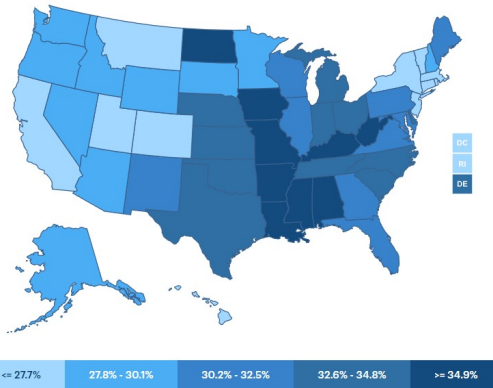 DC
RI
DE
<= 27.7% 27.8% - 30.1% 30.2% - 32.5% 32.6% - 34.8% >= 34.9%